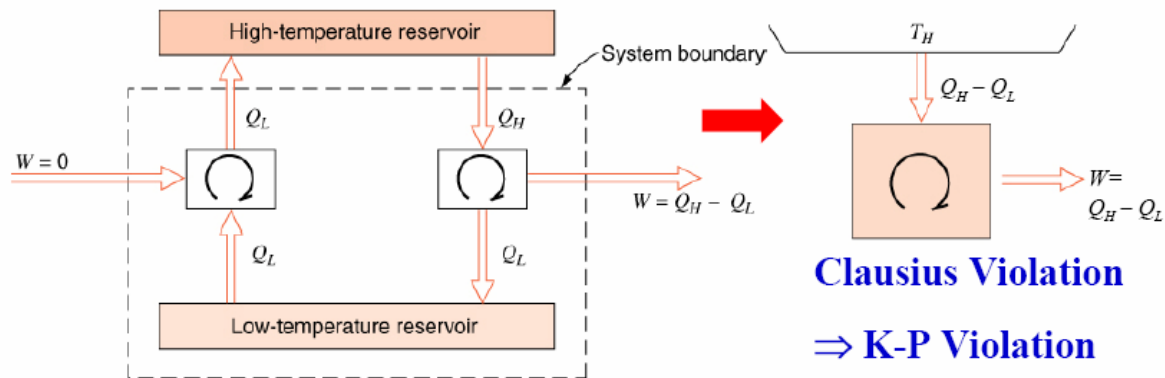 High-temperature reservoir
System boundary
Q_L
Q_H
W = 0
W = Q_H − Q_L
Q_L
Q_L
Low-temperature reservoir
T_H
Q_H − Q_L
W=
Q_H − Q_L
Clausius Violation
⇒ K-P Violation